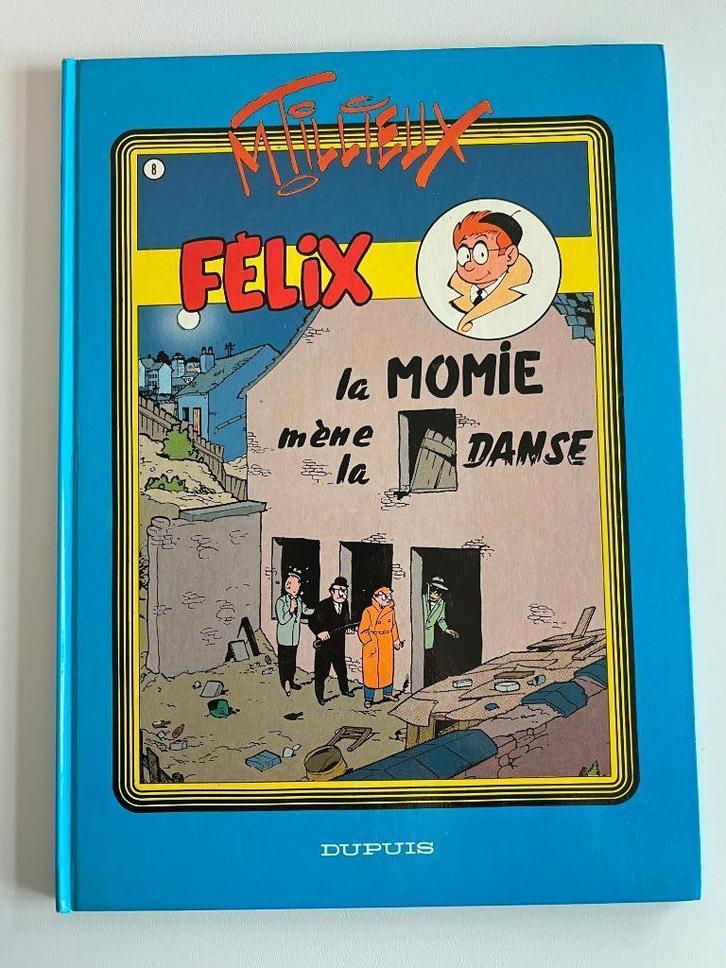 M. TILLIEUX
8
FÉLiX
la MOMiE
mène
la DANSE
DUPUIS